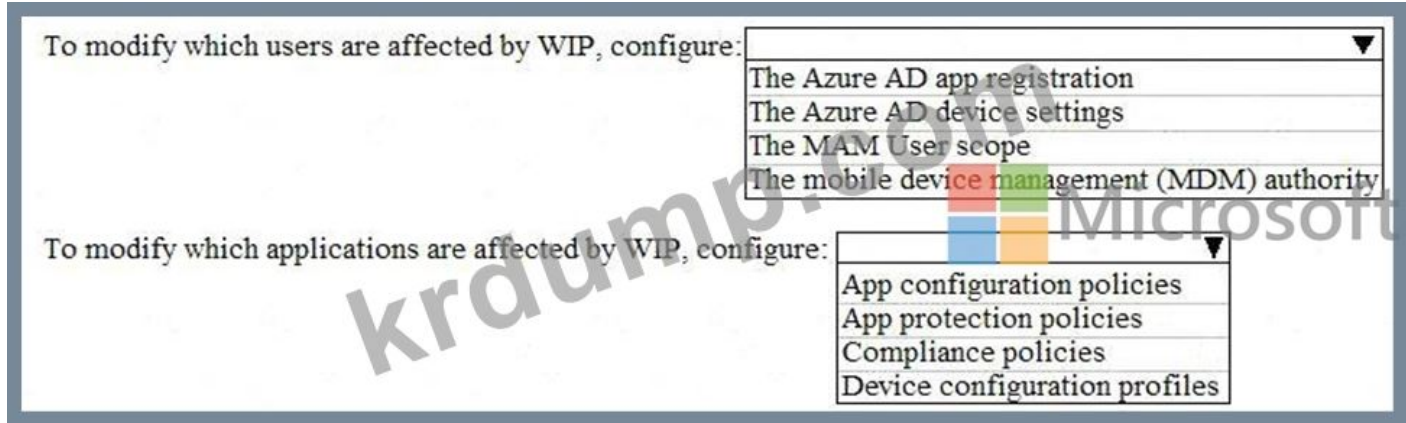 To modify which users are affected by WIP, configure:
The Azure AD app registration
The Azure AD device settings
The MAM User scope
The mobile device management (MDM) authority
To modify which applications are affected by WIP, configure:
App configuration policies
App protection policies
Compliance policies
Device configuration profiles
krdump.com
Microsoft